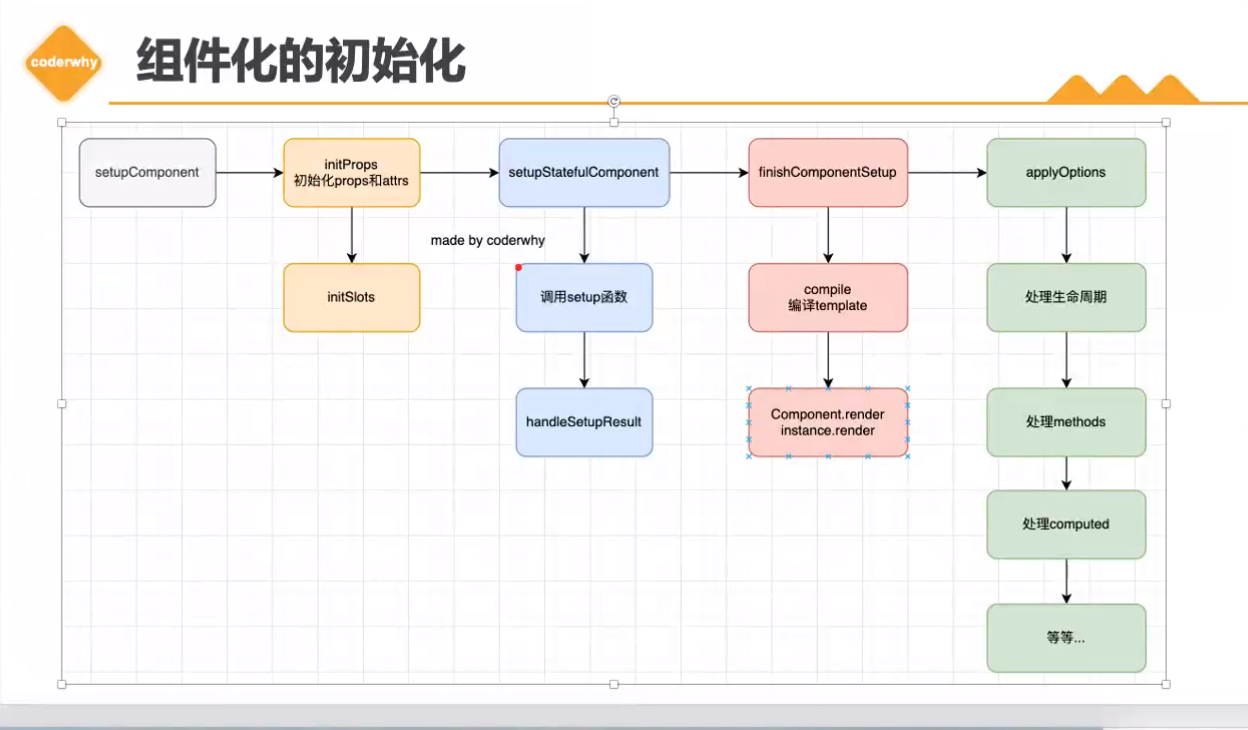 coderwhy
组件化的初始化
setupComponent
initProps
初始化props和attrs
setupStatefulComponent
finishComponentSetup
applyOptions
made by coderwhy
initSlots
调用setup函数
compile
编译template
处理生命周期
handleSetupResult
Component.render
instance.render
处理methods
处理computed
等等...